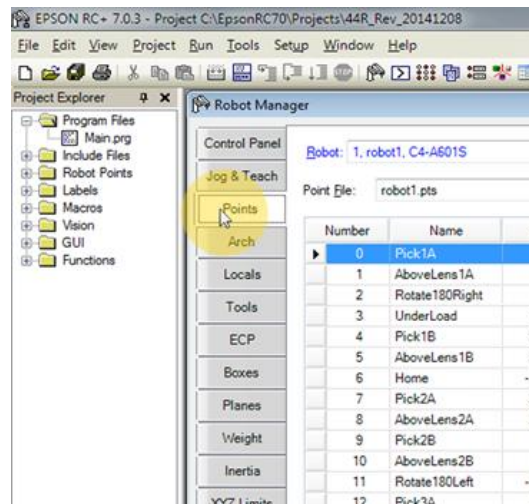 EPSON RC+ 7.0.3 - Project C:\EpsonRC70\Projects\44R_Rev_20141208
File Edit View Project Run Tools Setup Window Help
Project Explorer
Program Files
Main.prg
Include Files
Robot Points
Labels
Macros
Vision
GUI
Functions
Robot Manager
Control Panel
Jog & Teach
Points
Arch
Locals
Tools
ECP
Boxes
Planes
Weight
Inertia
XYZ Limits
Robot: 1, robot1, C4-A601S
Point File: robot1.pts
Number Name
0 Pick1A
1 AboveLens1A
2 Rotate180Right
3 UnderLoad
4 Pick1B
5 AboveLens1B
6 Home
7 Pick2A
8 AboveLens2A
9 Pick2B
10 AboveLens2B
11 Rotate180Left
12 Pick3A